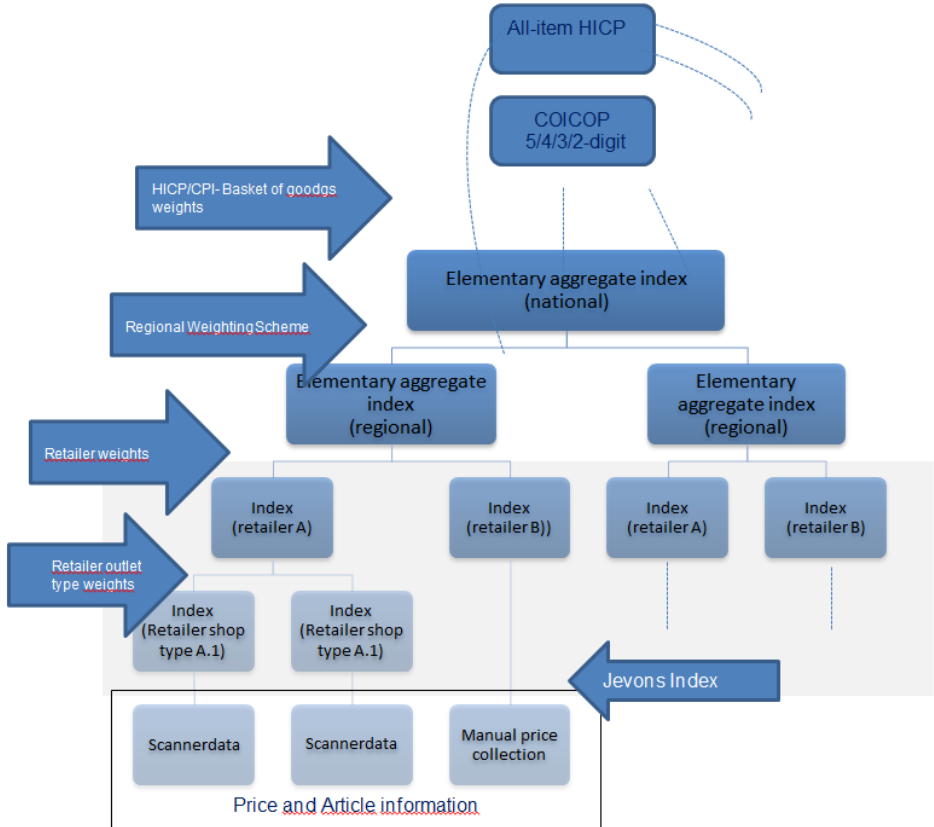 All-item HICP
COICOP
5/4/3/2-digit
HICP/CPI- Basket of goodgs
weights
Elementary aggregate index
(national)
Regional Weighting Scheme
Elementary aggregate
index
(regional)
Elementary
aggregate index
(regional)
Retailer weights
Index
(retailer A)
Index
(retailer B))
Index
(retailer A)
Index
(retailer B)
Retailer outlet
type weights
Index
(Retailer shop
type A.1)
Index
(Retailer shop
type A.1)
Jevons Index
Scannerdata
Scannerdata
Manual price
collection
Price and Article information